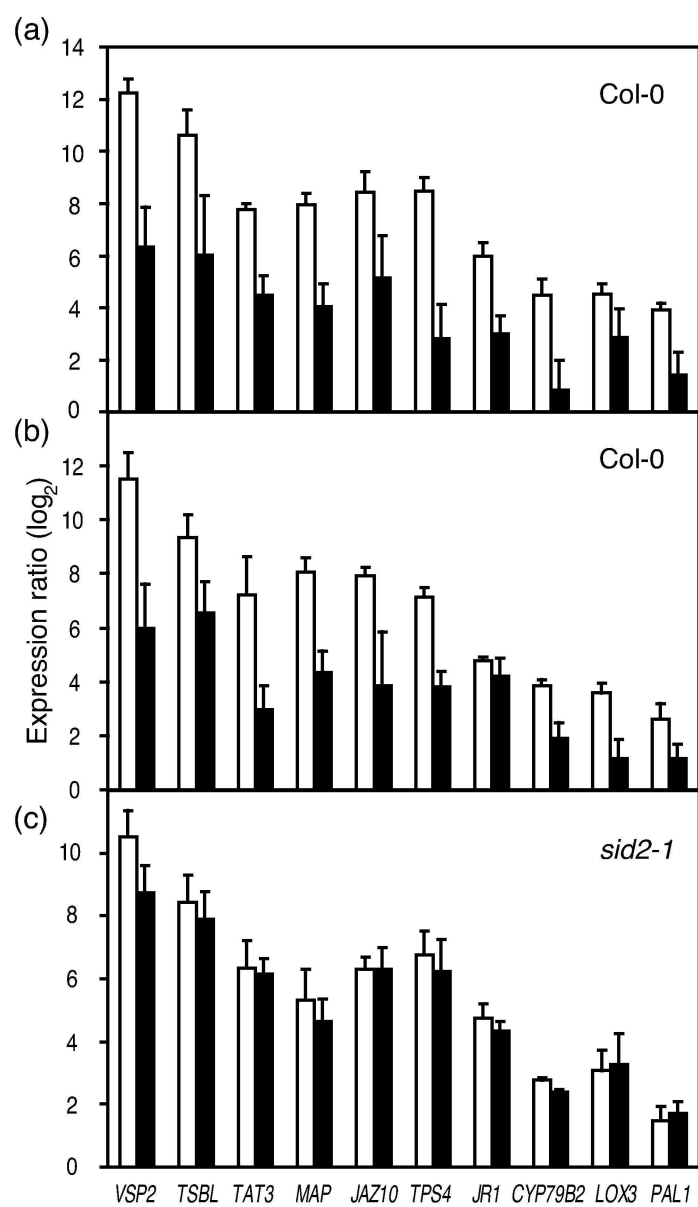 (a)
14
12
10
8
6
4
2
0
Col-0
(b)
12
10
8
6
4
2
0
Col-0
Expression ratio (log2)
(c)
10
8
6
4
2
0
sid2-1
VSP2 TSBL TAT3 MAP JAZ10 TPS4 JR1 CYP79B2 LOX3 PAL1